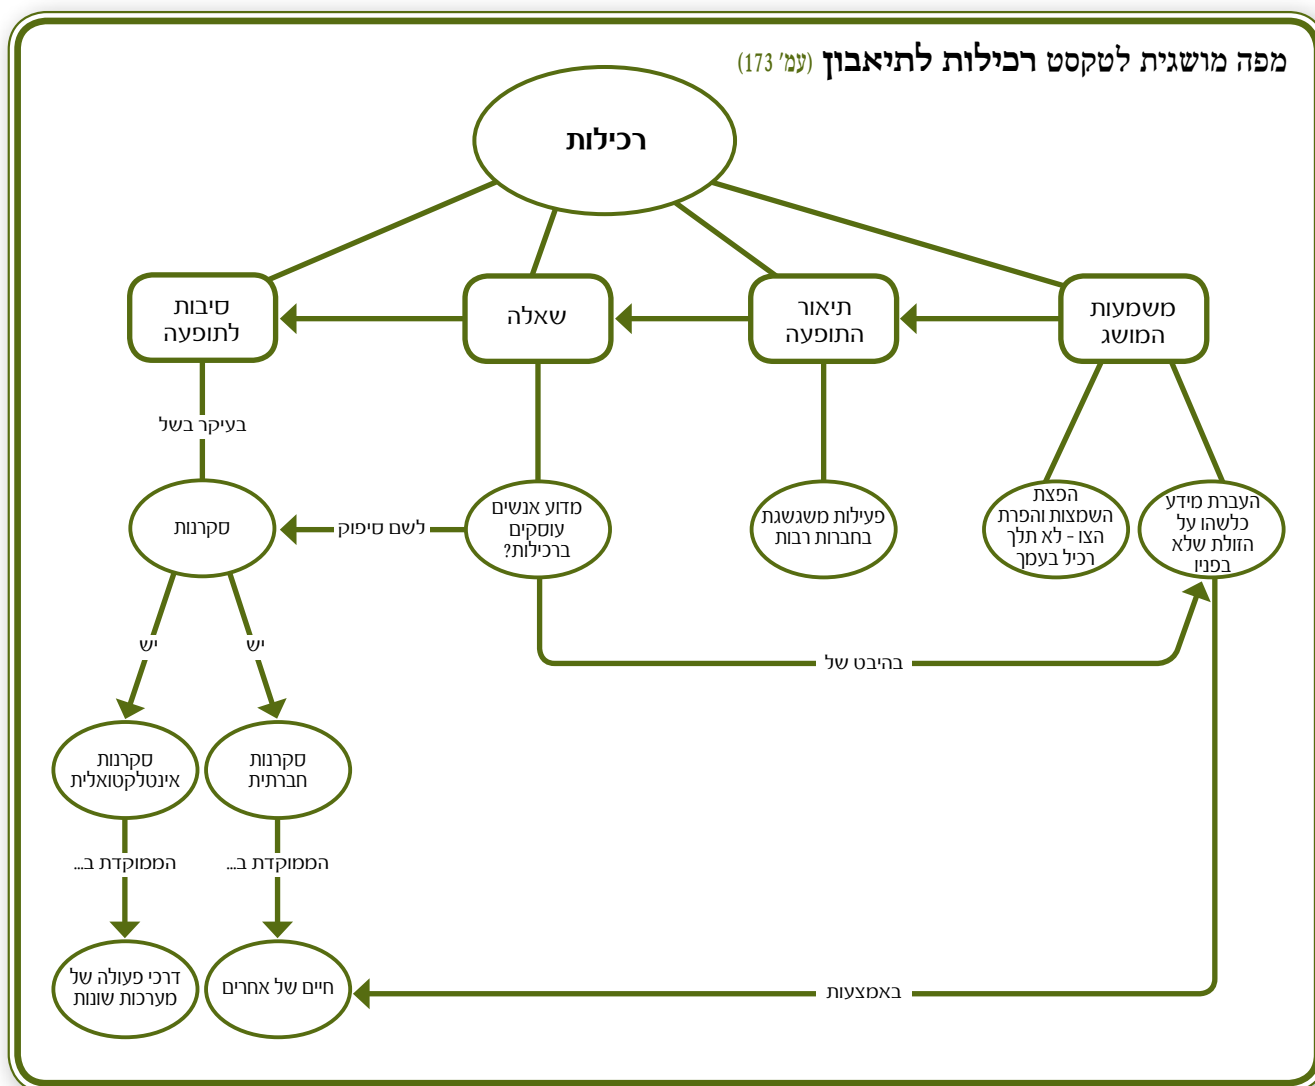 מפה מושגית לטקסט רכילות לתיאבון (עמ' 173)
רכילות
משמעות
המושג
תיאור
התופעה
שאלה
סיבות
לתופעה
בעיקר בשל
העברת מידע
כלשהו על
הזולת שלא
בפניו
הפצת
השמצות והפרת
הצו - לא תלך
רכיל בעמך
פעילות משגשגת
בחברות רבות
מדוע אנשים
עוסקים
ברכילות?
לשם סיפוק
סקרנות
יש
יש
בהיבט של
סקרנות
חברתית
סקרנות
אינטלקטואלית
הממוקדת ב...
הממוקדת ב...
חיים של אחרים
דרכי פעולה של
מערכות שונות
באמצעות